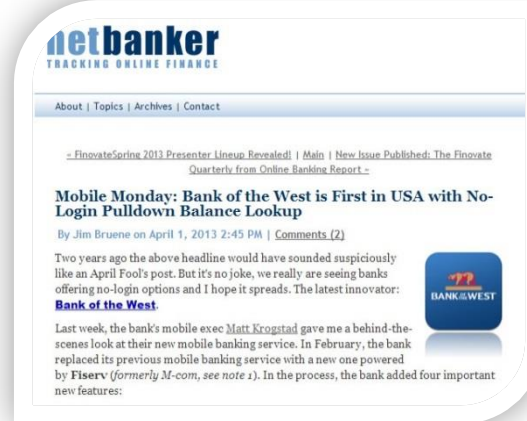 netbanker
TRACKING ONLINE FINANCE
About | Topics | Archives | Contact
« FinovateSpring 2013 Presenter Lineup Revealed! | Main | New Issue Published: The Finovate
Quarterly from Online Banking Report »
Mobile Monday: Bank of the West is First in USA with No-
Login Pulldown Balance Lookup
By Jim Bruene on April 1, 2013 2:45 PM | Comments (2)
Two years ago the above headline would have sounded suspiciously
like an April Fool's post. But it's no joke, we really are seeing banks
offering no-login options and I hope it spreads. The latest innovator:
Bank of the West.
BANK OF THE WEST
Last week, the bank's mobile exec Matt Krogstad gave me a behind-the-
scenes look at their new mobile banking service. In February, the bank
replaced its previous mobile banking service with a new one powered
by Fiserv (formerly M-com, see note 1). In the process, the bank added four important
new features: